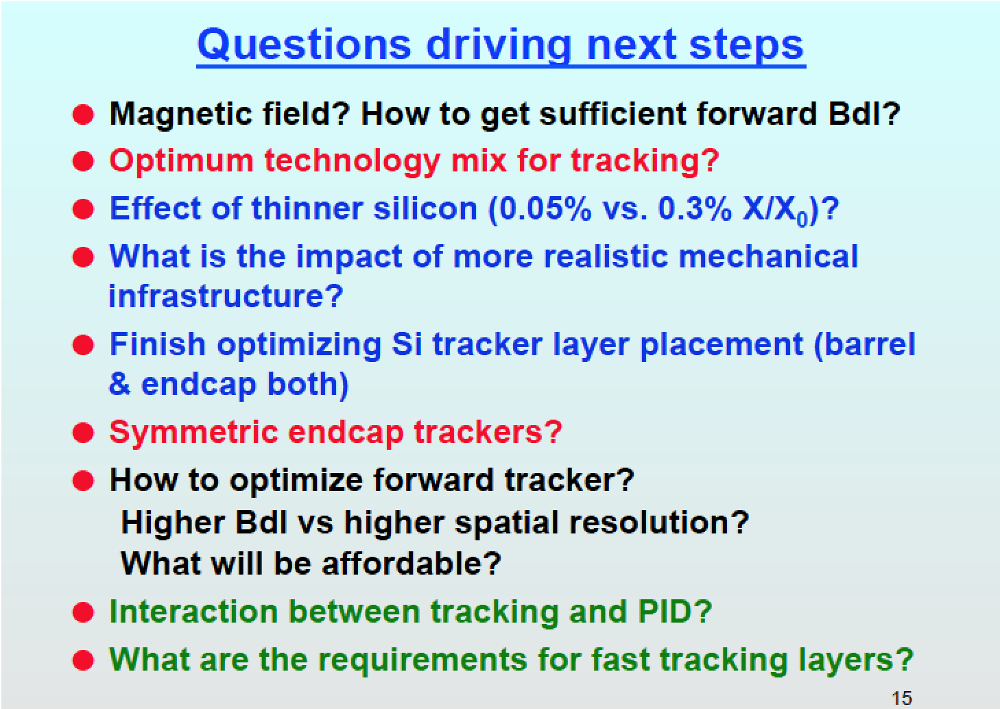 Questions driving next steps
Magnetic field? How to get sufficient forward Bdl?
Optimum technology mix for tracking?
Effect of thinner silicon (0.05% vs. 0.3% X/X₀)?
What is the impact of more realistic mechanical
infrastructure?
Finish optimizing Si tracker layer placement (barrel
& endcap both)
Symmetric endcap trackers?
How to optimize forward tracker?
Higher Bdl vs higher spatial resolution?
What will be affordable?
Interaction between tracking and PID?
What are the requirements for fast tracking layers?
15